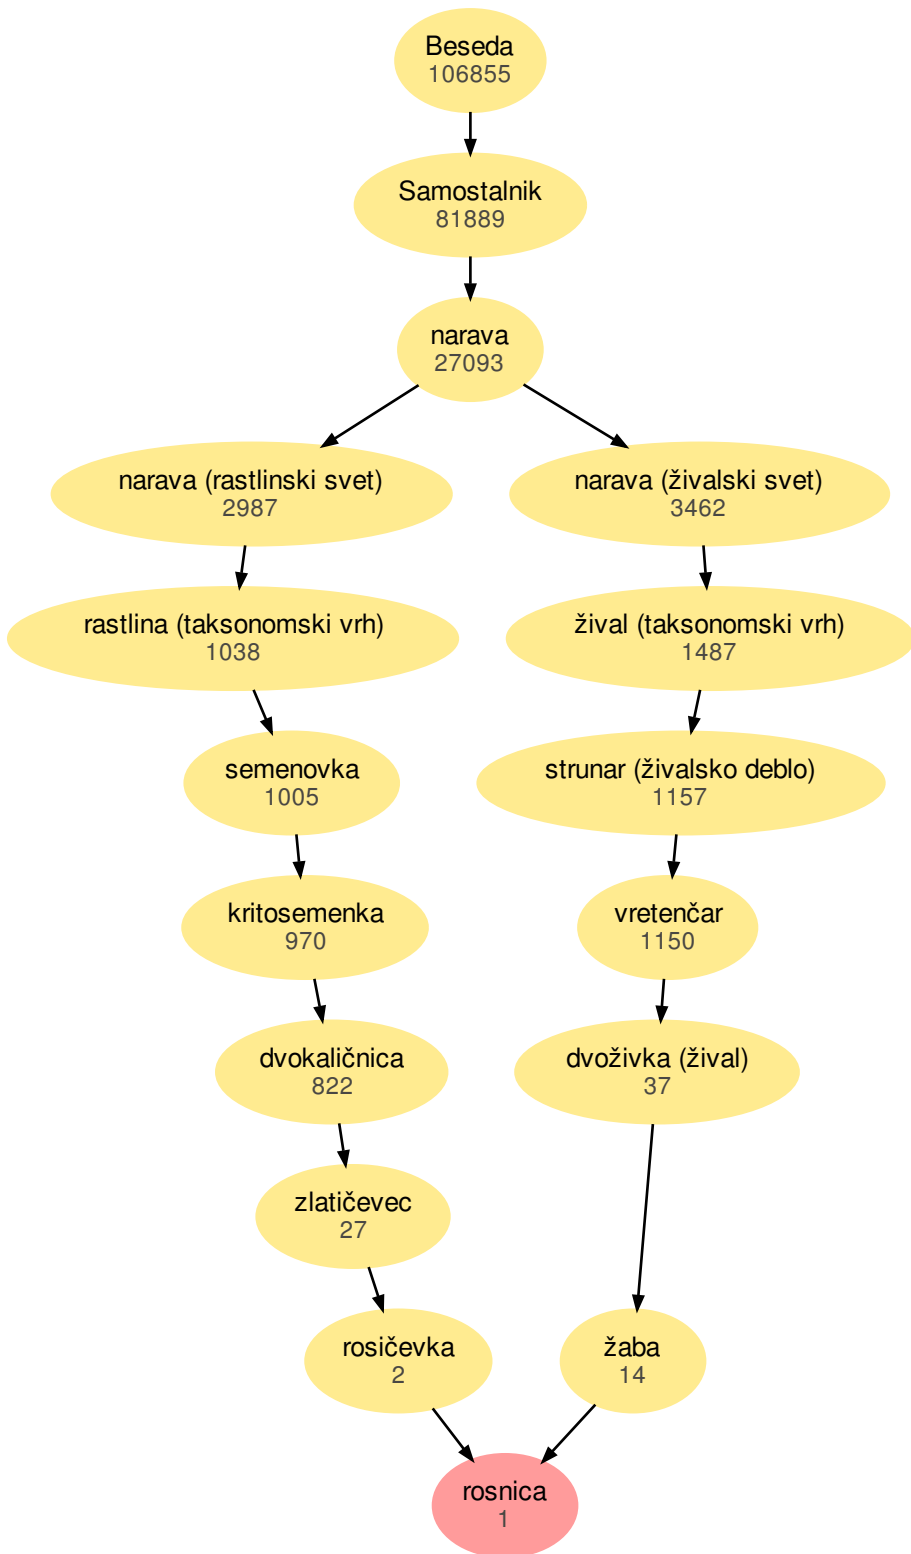 Beseda
106855
Samostalnik
81889
narava
27093
narava (rastlinski svet)
2987
narava (živalski svet)
3462
rastlina (taksonomski vrh)
1038
žival (taksonomski vrh)
1487
semenovka
1005
strunar (živalsko deblo)
1157
kritosemenka
970
vretenčar
1150
dvokaličnica
822
dvoživka (žival)
37
zlatičevec
27
rosičevka
2
žaba
14
rosnica
1